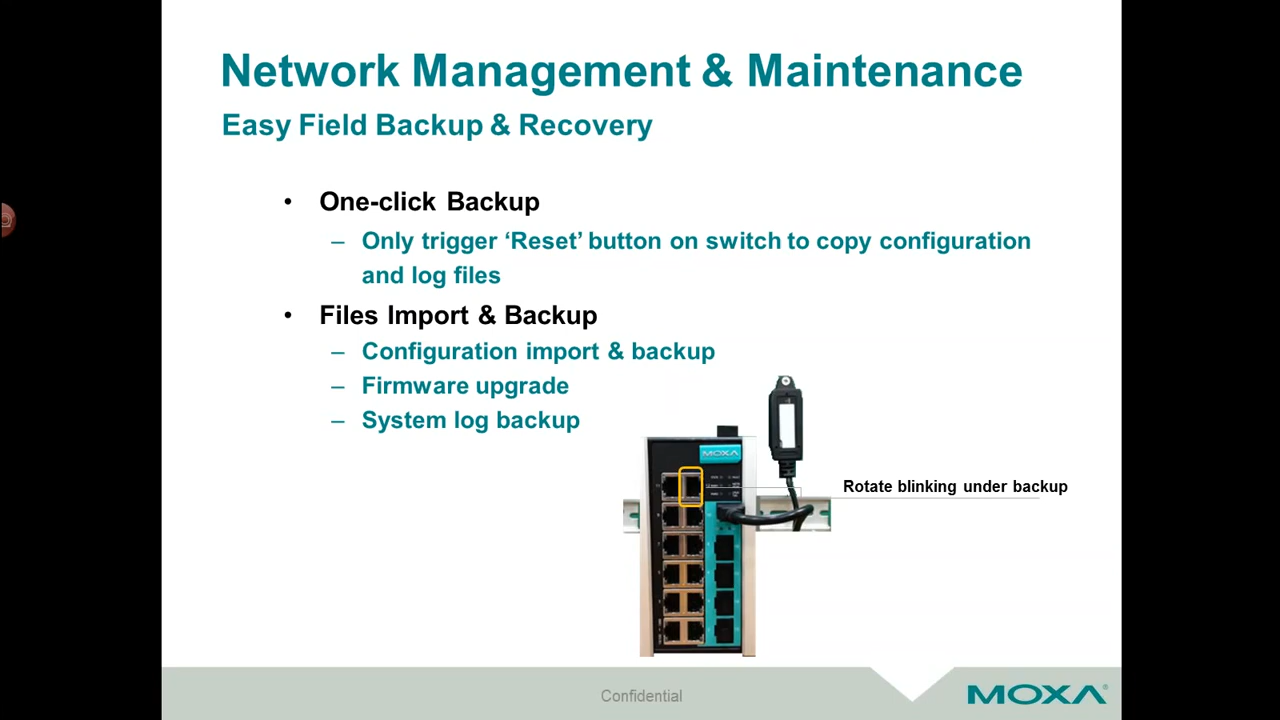 Network Management & Maintenance
Easy Field Backup & Recovery
• One-click Backup
– Only trigger ‘Reset’ button on switch to copy configuration
and log files
• Files Import & Backup
– Configuration import & backup
– Firmware upgrade
– System log backup
MOXA
Rotate blinking under backup
Confidential
MOXA®